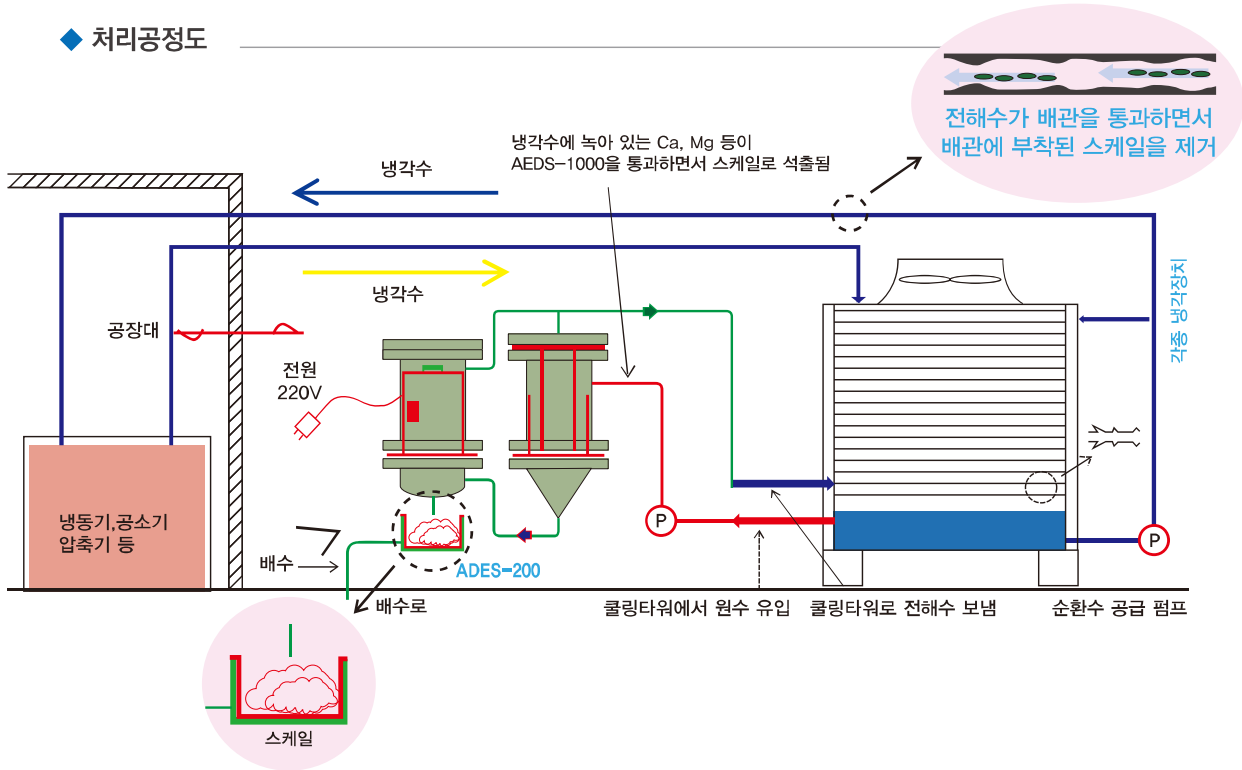 처리공정도
전해수가 배관을 통과하면서
배관에 부착된 스케일을 제거
냉각수에 녹아 있는 Ca, Mg 등이
AEDS-1000을 통과하면서 스케일로 석출됨
냉각수
냉각수
각종 냉각장치
공장대
전원
220V
냉동기,공소기
압축기 등
P
P
배수
ADES-200
배수로
쿨링타워에서 원수 유입
쿨링타워로 전해수 보냄
순환수 공급 펌프
스케일